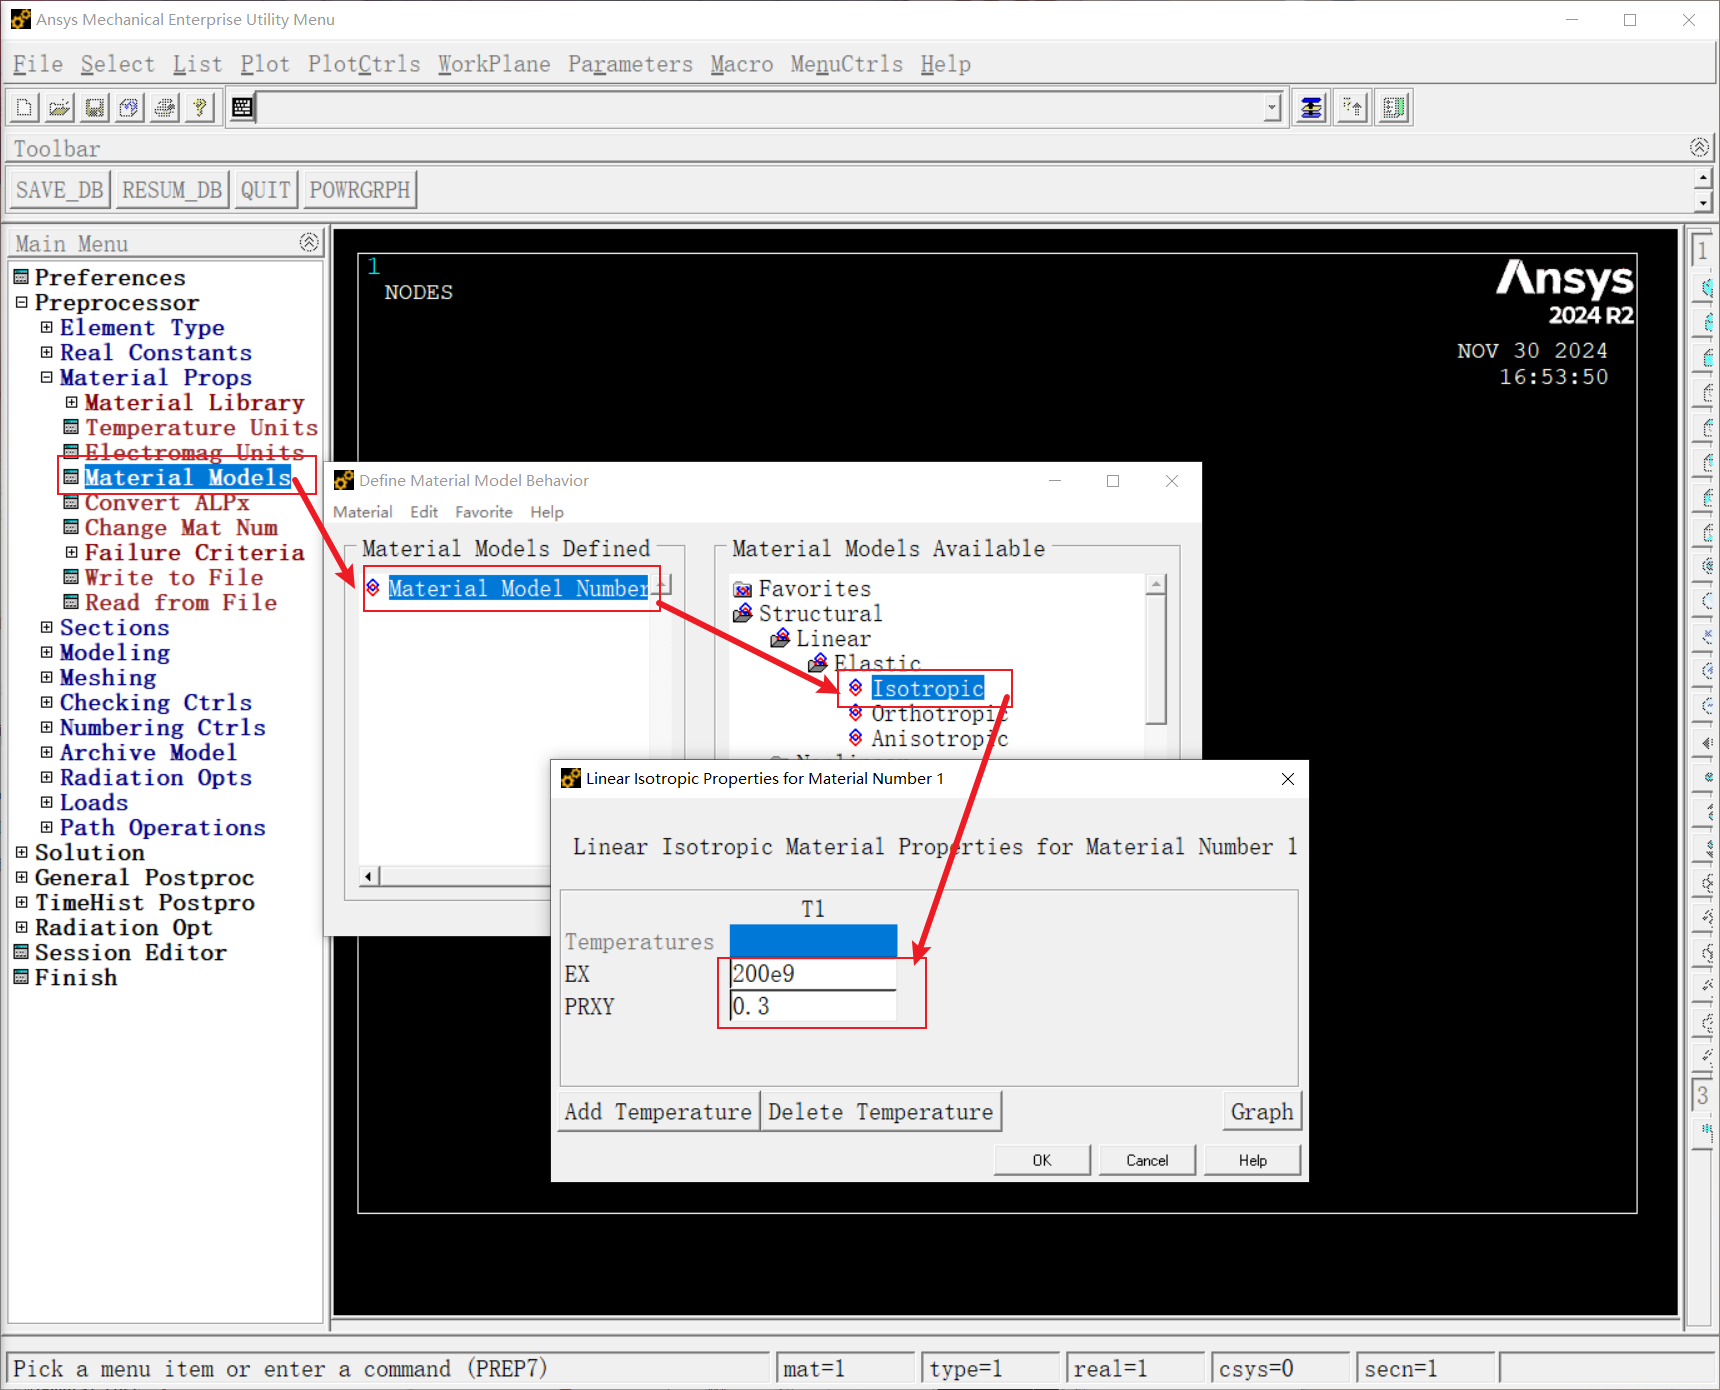 Ansys Mechanical Enterprise Utility Menu
File Select List Plot PlotCtrls WorkPlane Parameters Macro MenuCtrls Help
Toolbar
SAVE_DB RESUM_DB QUIT POWRGRPH
Main Menu
Preferences
Preprocessor
Element Type
Real Constants
Material Props
Material Library
Temperature Units
Electromag Units
Material Models
Convert ALPx
Change Mat Num
Failure Criteria
Write to File
Read from File
Sections
Modeling
Meshing
Checking Ctrls
Numbering Ctrls
Archive Model
Radiation Opts
Loads
Path Operations
Solution
General Postproc
TimeHist Postpro
Radiation Opt
Session Editor
Finish
1
NODES
Ansys
2024 R2
NOV 30 2024
16:53:50
1
3
Define Material Model Behavior
Material Edit Favorite Help
Material Models Defined
Material Model Number
Material Models Available
Favorites
Structural
Linear
Elastic
Isotropic
Orthotropic
Anisotropic
Linear Isotropic Properties for Material Number 1
Linear Isotropic Material Properties for Material Number 1
T1
Temperatures
EX 200e9
PRXY 0.3
Add Temperature Delete Temperature Graph
OK Cancel Help
Pick a menu item or enter a command (PREP7) mat=1 type=1 real=1 csys=0 secn=1